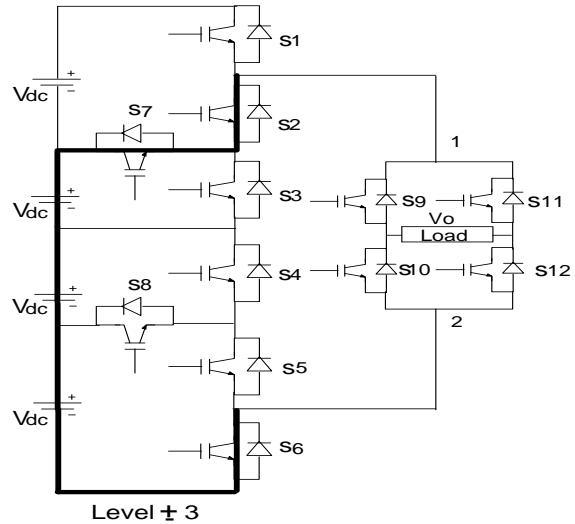 S1
+
Vdc
-
S7
S2
1
+
Vdc
-
S3
S9
S11
Vo
Load
+
Vdc
-
S8
S4
S10
S12
2
+
Vdc
-
S5
S6
Level ± 3